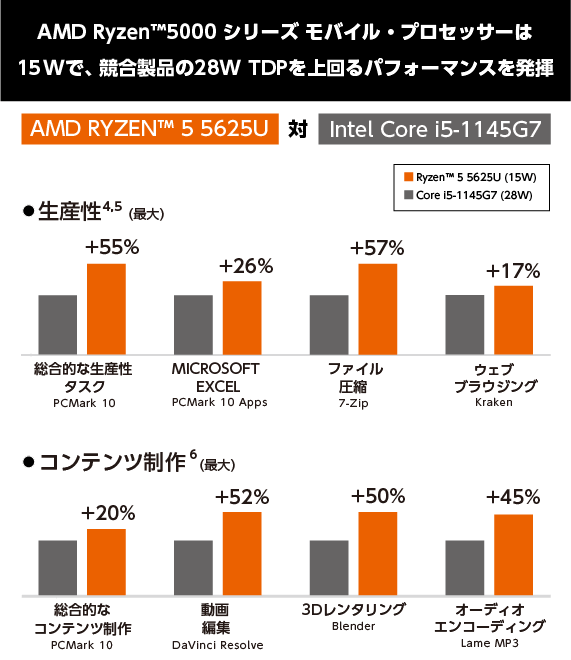 AMD Ryzen™5000 シリーズ モバイル・プロセッサーは
15Wで、競合製品の28W TDPを上回るパフォーマンスを発揮
AMD RYZEN™ 5 5625U 対 Intel Core i5-1145G7
Ryzen™ 5 5625U (15W)
Core i5-1145G7 (28W)
●生産性4,5 (最大)
+55% +26% +57% +17%
総合的な生産性 MICROSOFT ファイル ウェブ
タスク EXCEL 圧縮 ブラウジング
PCMark 10 PCMark 10 Apps 7-Zip Kraken
●コンテンツ制作6 (最大)
+20% +52% +50% +45%
総合的な 動画 3Dレンタリング オーディオ
コンテンツ制作 編集 Blender エンコーディング
PCMark 10 DaVinci Resolve Lame MP3